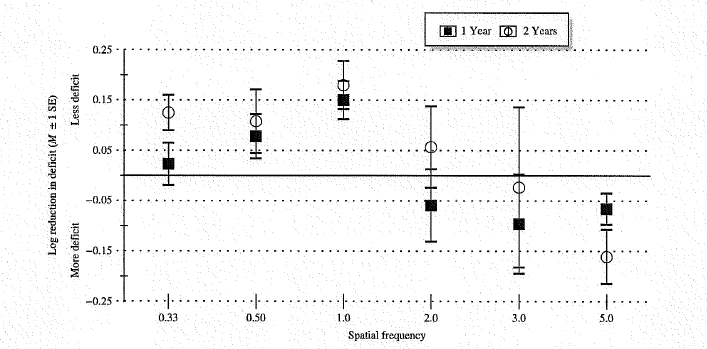 1 Year 2 Years
0.25
0.15
0.05
−0.05
−0.15
−0.25
Log reduction in deficit (M ± 1 SE)
Less deficit
More deficit
0.33 0.50 1.0 2.0 3.0 5.0
Spatial frequency